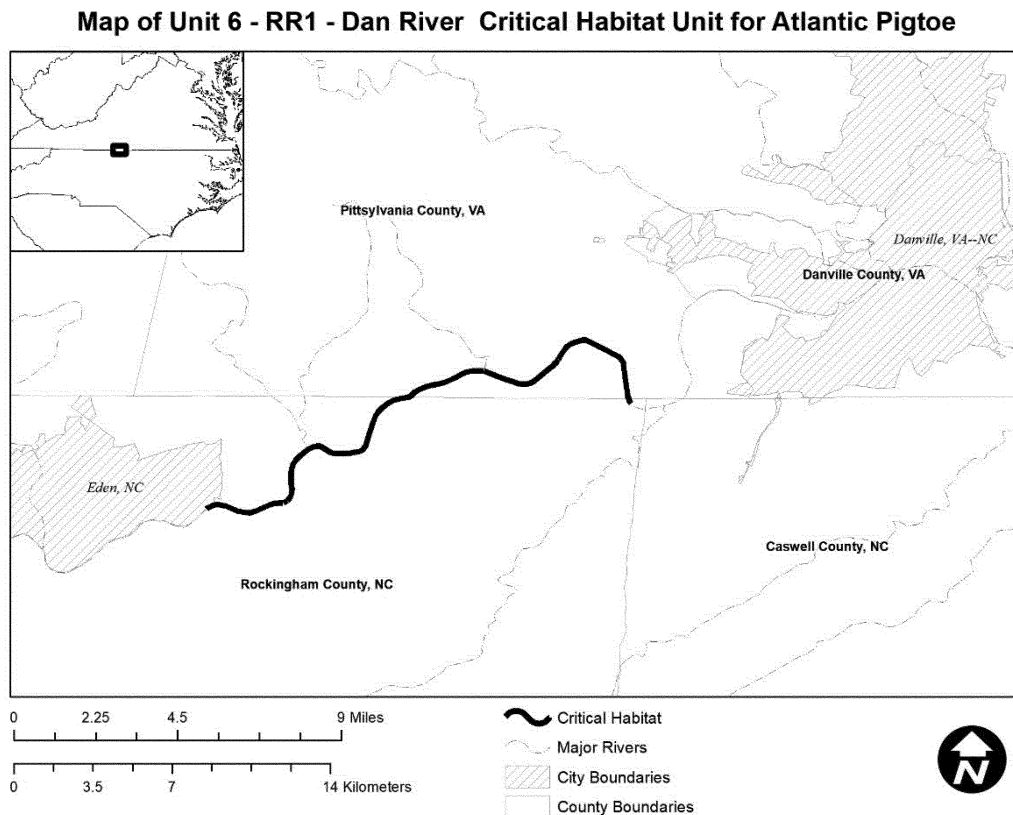 Map of Unit 6 - RR1 - Dan River Critical Habitat Unit for Atlantic Pigtoe
Pittsylvania County, VA
Danville, VA--NC
Danville County, VA
Eden, NC
Caswell County, NC
Rockingham County, NC
0 2.25 4.5 9 Miles
0 3.5 7 14 Kilometers
Critical Habitat
Major Rivers
City Boundaries
County Boundaries
N